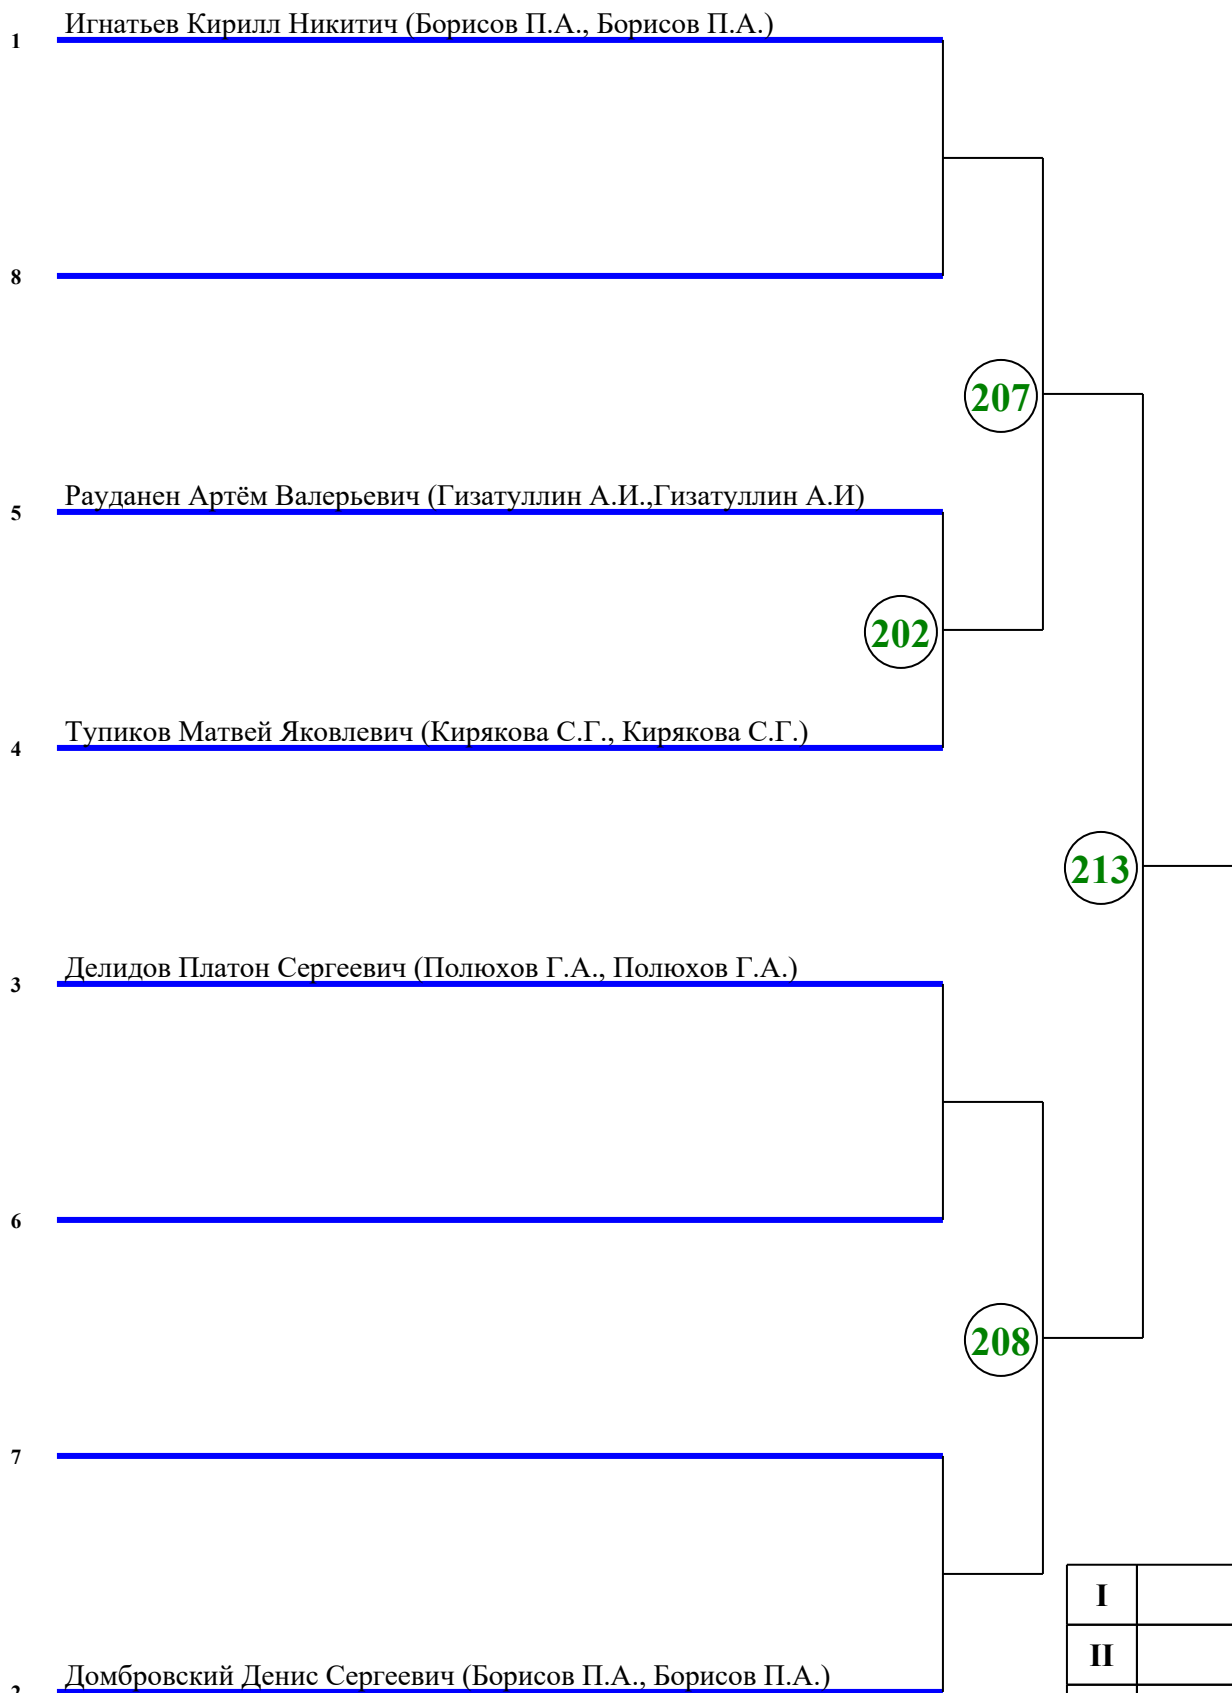 Игнатьев Кирилл Никитич (Борисов П.А., Борисов П.А.)
1
8
207
Рауданен Артём Валерьевич (Гизатуллин А.И.,Гизатуллин А.И)
5
202
Тупиков Матвей Яковлевич (Кирякова С.Г., Кирякова С.Г.)
4
213
Делидов Платон Сергеевич (Полюхов Г.А., Полюхов Г.А.)
3
6
208
7
I
II
Домбровский Денис Сергеевич (Борисов П.А., Борисов П.А.)
2